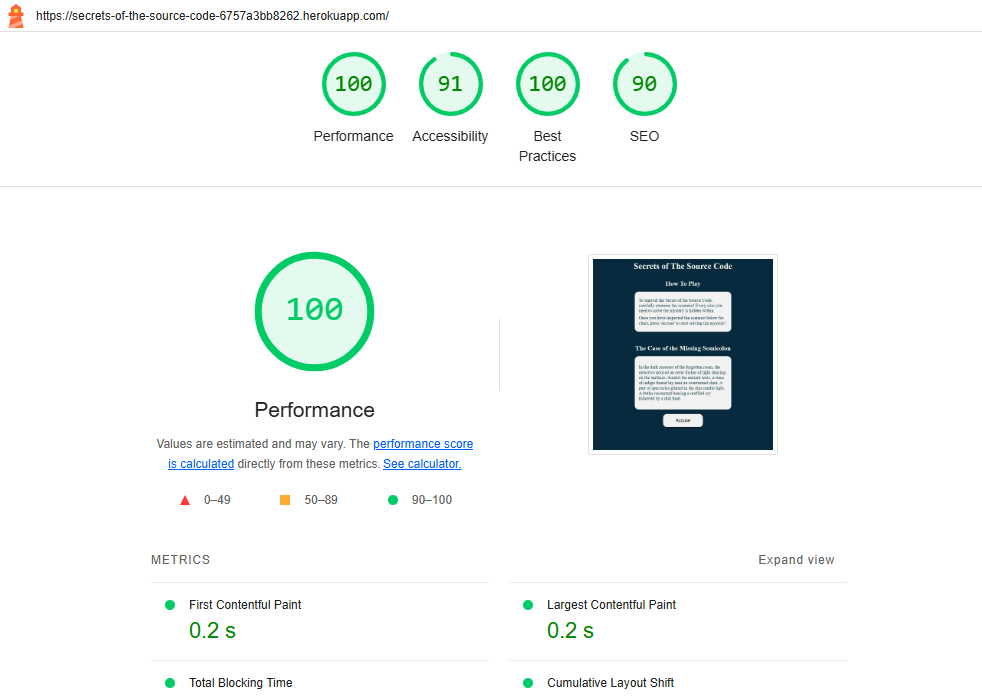 https://secrets-of-the-source-code-6757a3bb8262.herokuapp.com/
100
91
100
90
Performance
Accessibility
Best
Practices
SEO
100
Performance
Values are estimated and may vary. The performance score
is calculated directly from these metrics. See calculator.
0–49
50–89
90–100
Secrets of The Source Code
How To Play
The Case of the Missing Semicolon
Accuse
METRICS
Expand view
First Contentful Paint
0.2 s
Largest Contentful Paint
0.2 s
Total Blocking Time
Cumulative Layout Shift